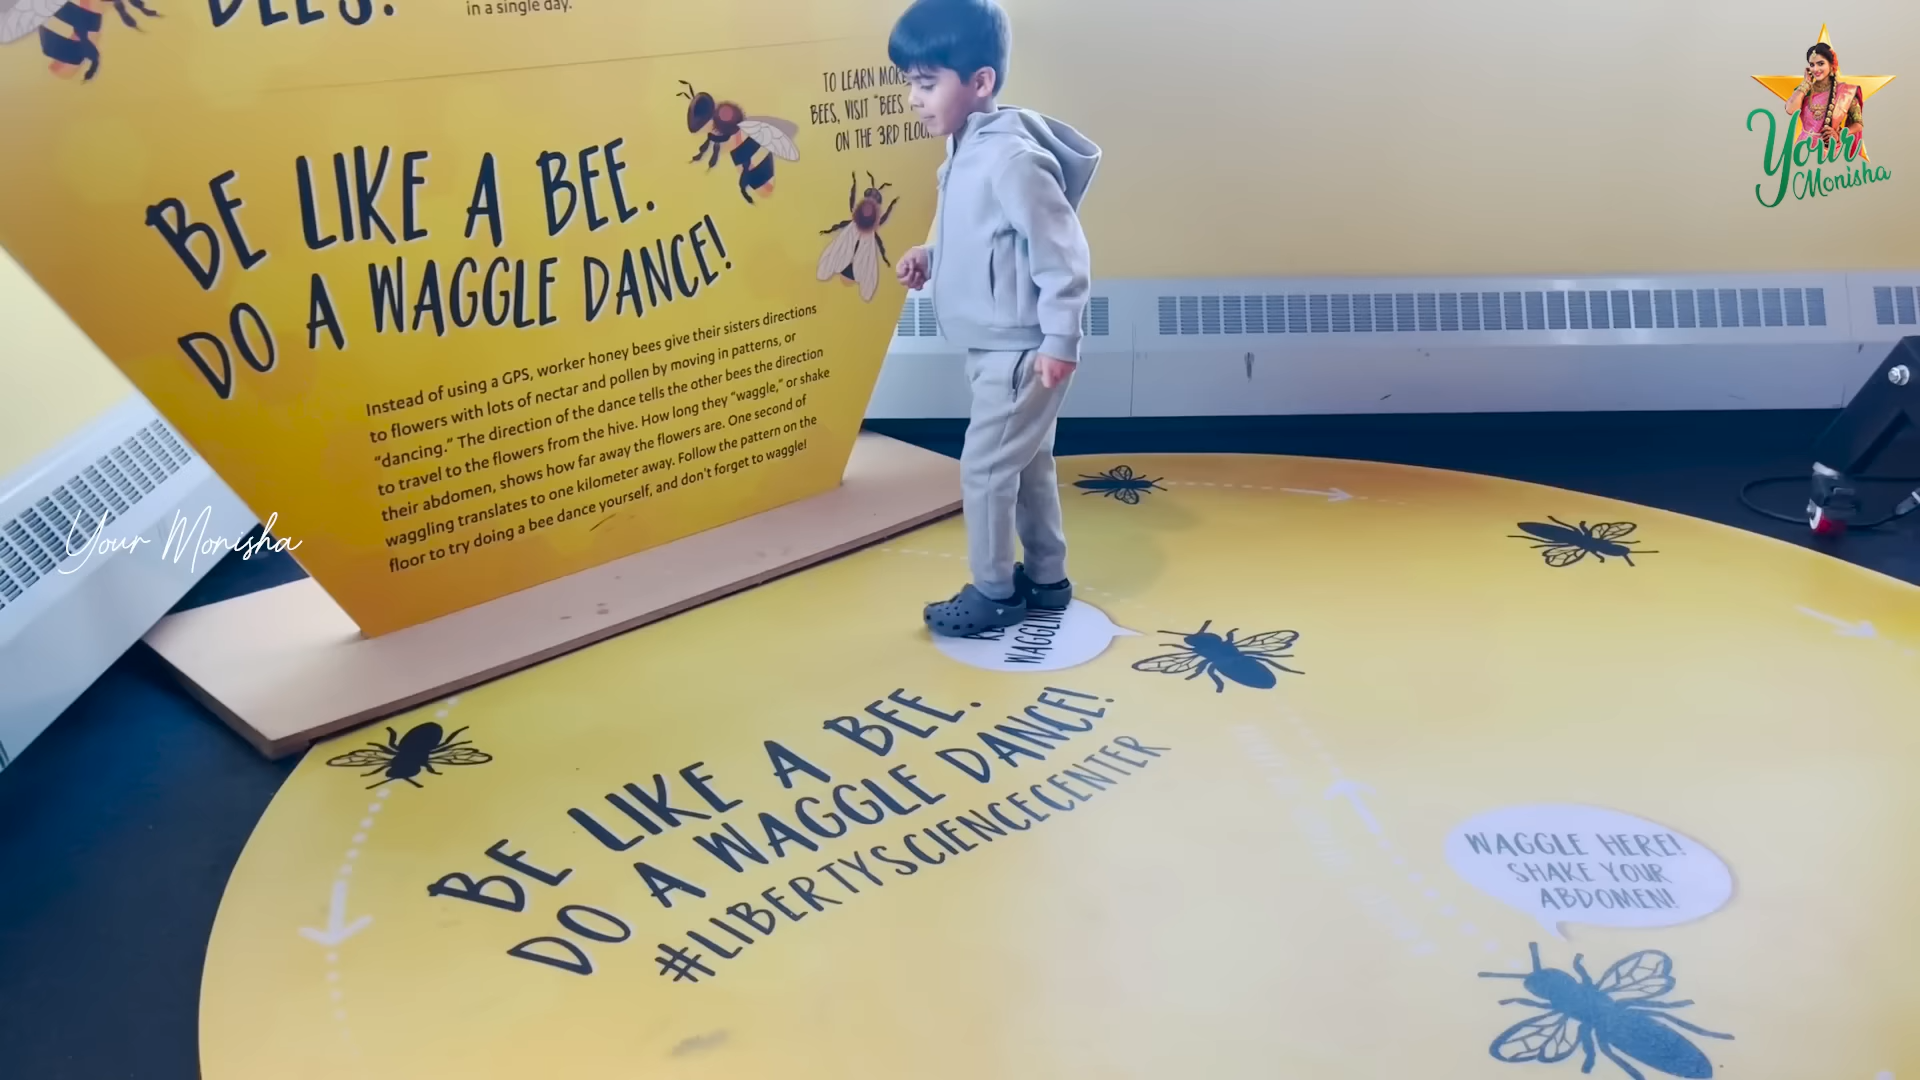 BEES.
in a single day.
TO LEARN MORE
BEES, VISIT "BEES
ON THE 3RD FLOOR
BE LIKE A BEE.
DO A WAGGLE DANCE!
Instead of using a GPS, worker honey bees give their sisters directions
to flowers with lots of nectar and pollen by moving in patterns, or
"dancing." The direction of the dance tells the other bees the direction
to travel to the flowers from the hive. How long they "waggle," or shake
their abdomen, shows how far away the flowers are. One second of
waggling translates to one kilometer away. Follow the pattern on the
floor to try doing a bee dance yourself, and don't forget to waggle!
Your
Monisha
Your Monisha
WAGGLIN
BE LIKE A BEE.
DO A WAGGLE DANCE!
#LIBERTYSCIENCECENTER
WAGGLE HERE!
SHAKE YOUR
ABDOMEN!